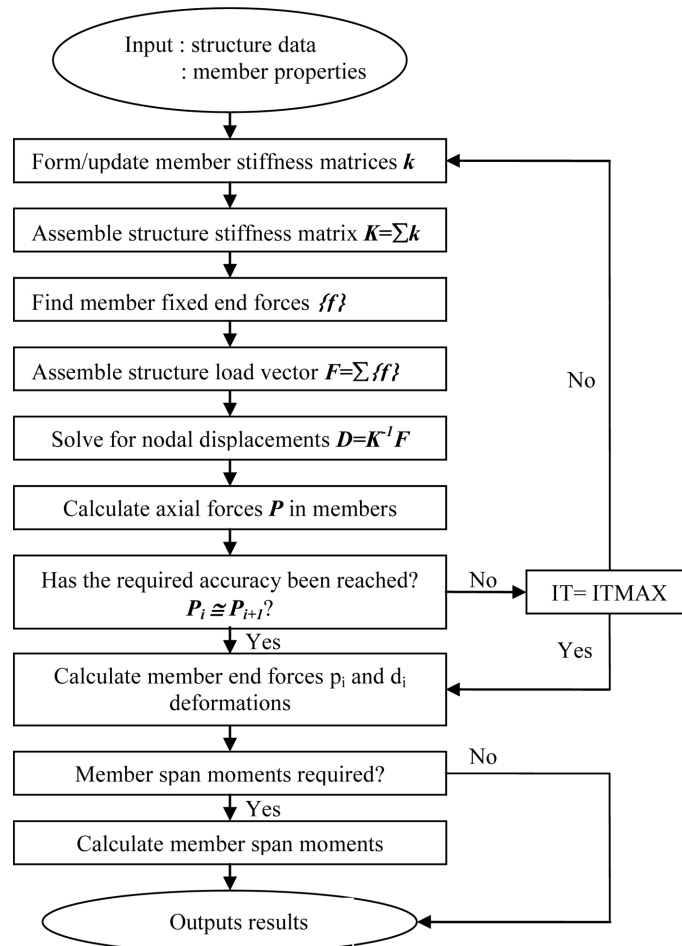 Input : structure data
: member properties
Form/update member stiffness matrices k
Assemble structure stiffness matrix K=∑k
Find member fixed end forces {f}
Assemble structure load vector F=∑{f}
No
Solve for nodal displacements D=K⁻¹F
Calculate axial forces P in members
Has the required accuracy been reached?
Pᵢ ≅ Pᵢ₊₁?
No
IT= ITMAX
Yes
Yes
Calculate member end forces pᵢ and dᵢ
deformations
Member span moments required?
No
Yes
Calculate member span moments
Outputs results